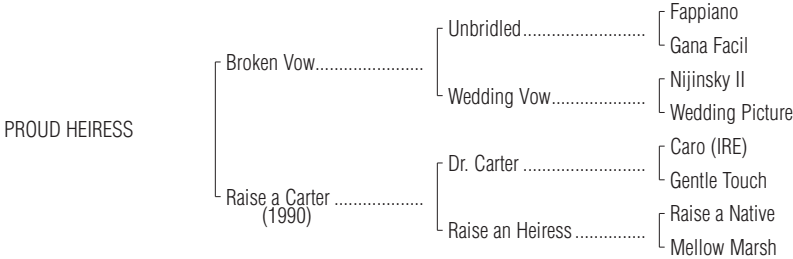 Fappiano
Unbridled..............................
Gana Facil
Broken Vow......................
Nijinsky II
Wedding Vow.......................
Wedding Picture
PROUD HEIRESS
Caro (IRE)
Dr. Carter ..............................
Gentle Touch
Raise a Carter ......................
(1990)
Raise a Native
Raise an Heiress.................
Mellow Marsh